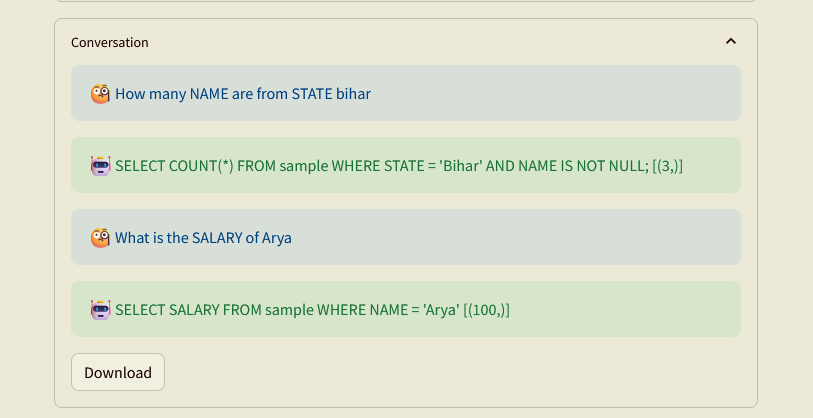 Conversation
How many NAME are from STATE bihar
SELECT COUNT(*) FROM sample WHERE STATE = 'Bihar' AND NAME IS NOT NULL; [(3,)]
What is the SALARY of Arya
SELECT SALARY FROM sample WHERE NAME = 'Arya' [(100,)]
Download